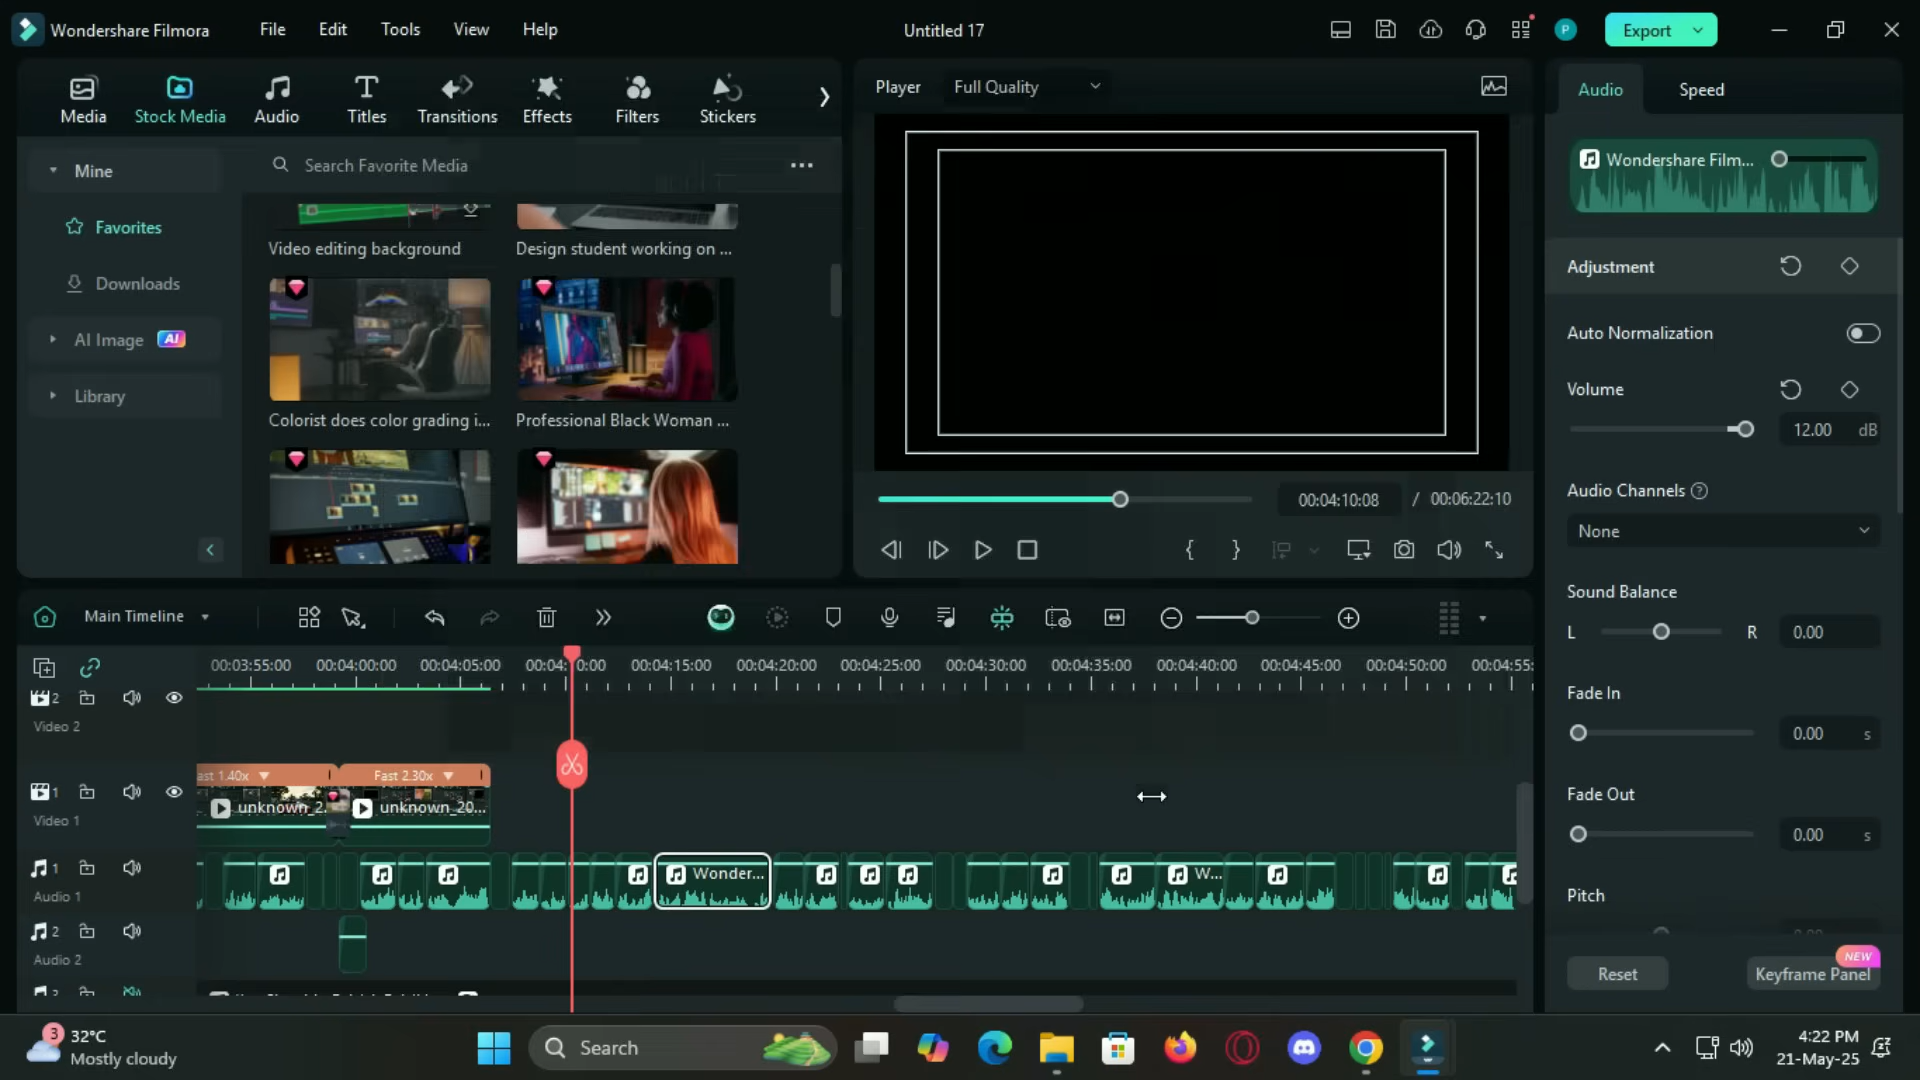 Wondershare Filmora
File
Edit
Tools
View
Help
Untitled 17
P
Export
Media
Stock Media
Audio
Titles
Transitions
Effects
Filters
Stickers
Player
Full Quality
Audio
Speed
Mine
Search Favorite Media
Favorites
Downloads
AI Image
AI
Library
Video editing background
Design student working on ...
Colorist does color grading i...
Professional Black Woman ...
00:04:10:08 / 00:06:22:10
Wondershare Film...
Adjustment
Auto Normalization
Volume
12.00 dB
Audio Channels
None
Sound Balance
L
R
0.00
Fade In
0.00 s
Fade Out
0.00 s
Pitch
Reset
NEW
Keyframe Panel
Main Timeline
00:03:55:00
00:04:00:00
00:04:05:00
00:04:10:00
00:04:15:00
00:04:20:00
00:04:25:00
00:04:30:00
00:04:35:00
00:04:40:00
00:04:45:00
00:04:50:00
00:04:55:
2
Video 2
ast 1.40x
Fast 2.30x
1
unknown_2...
unknown_20...
Video 1
1
Wonder...
W...
Audio 1
2
Audio 2
3
32°C
Mostly cloudy
Search
4:22 PM
21-May-25